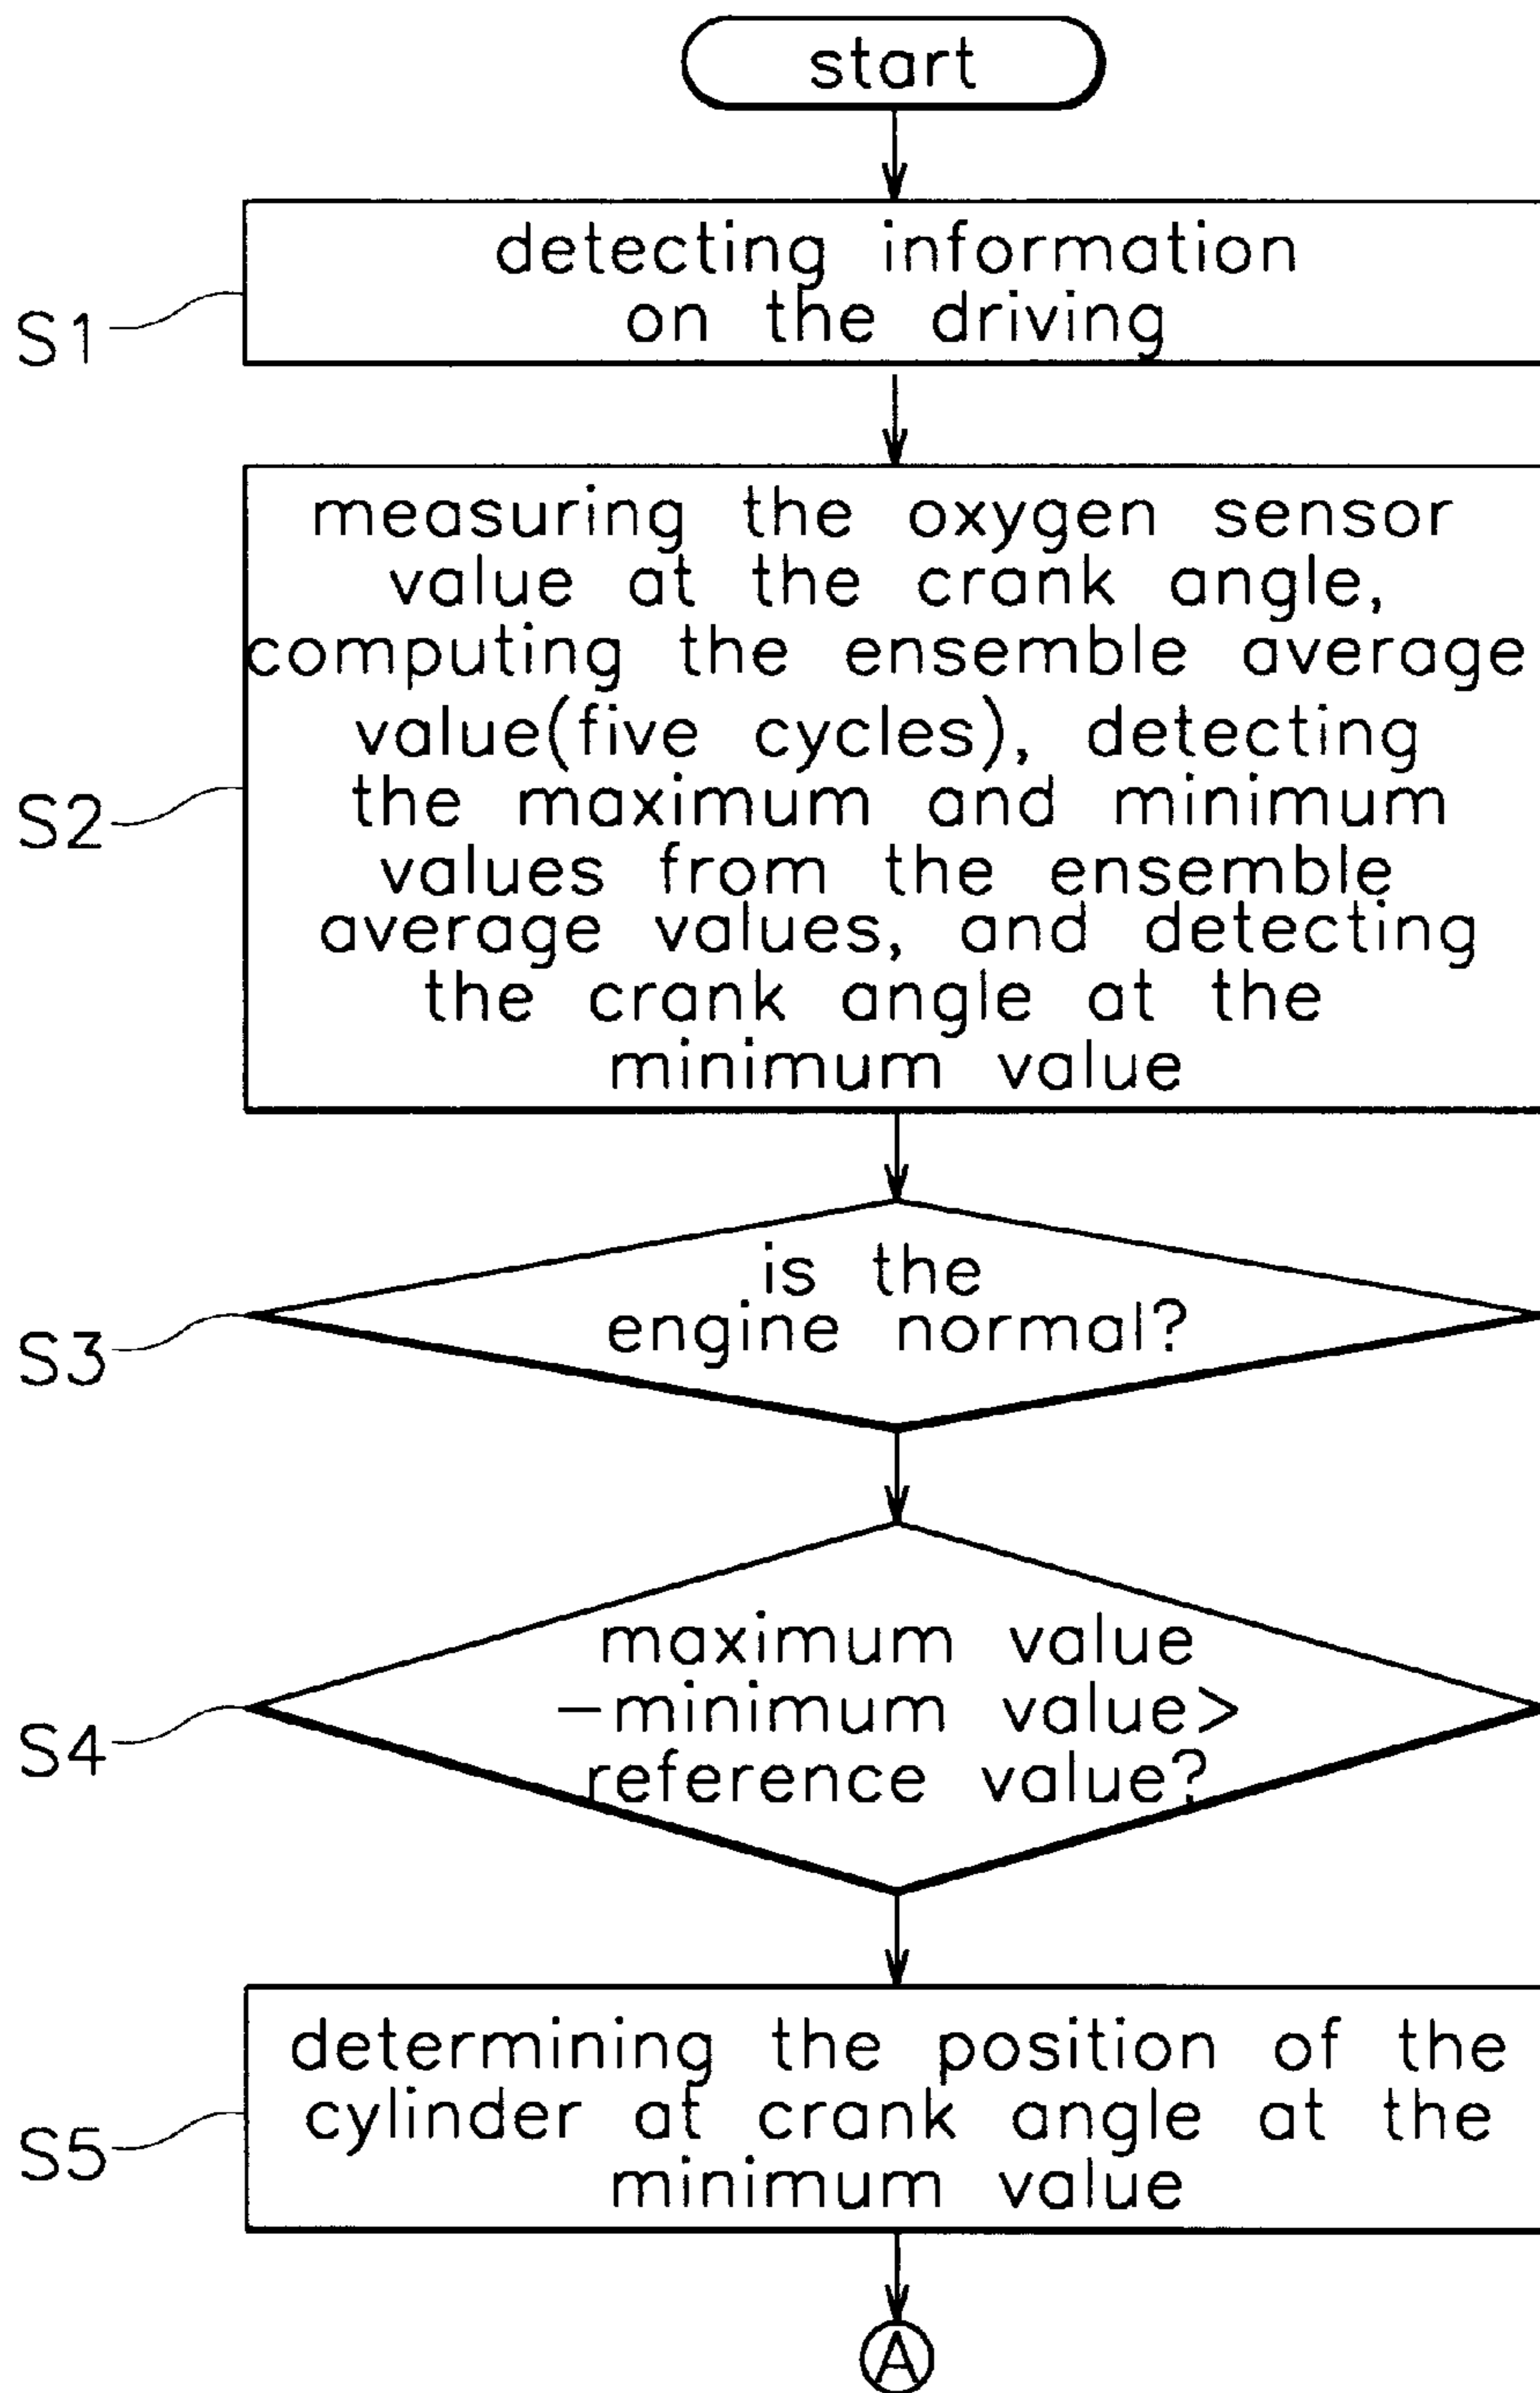 start
detecting information
on the driving
S1
measuring the oxygen sensor
value at the crank angle,
computing the ensemble average
value(five cycles), detecting
the maximum and minimum
values from the ensemble
average values, and detecting
the crank angle at the
minimum value
S2
is the
engine normal?
S3
maximum value
-minimum value>
reference value?
S4
determining the position of the
cylinder at crank angle at the
minimum value
S5
A